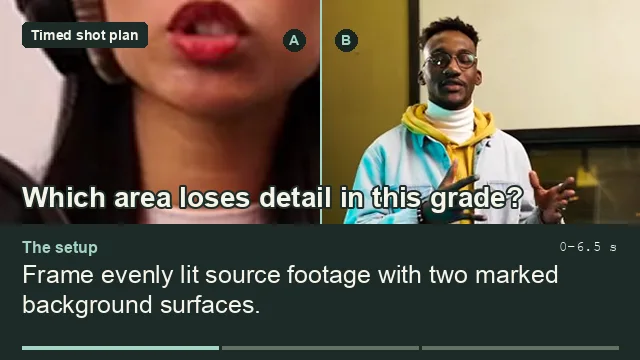 Timed shot plan
A
B
Which area loses detail in this grade?
The setup
0–6.5 s
Frame evenly lit source footage with two marked
background surfaces.